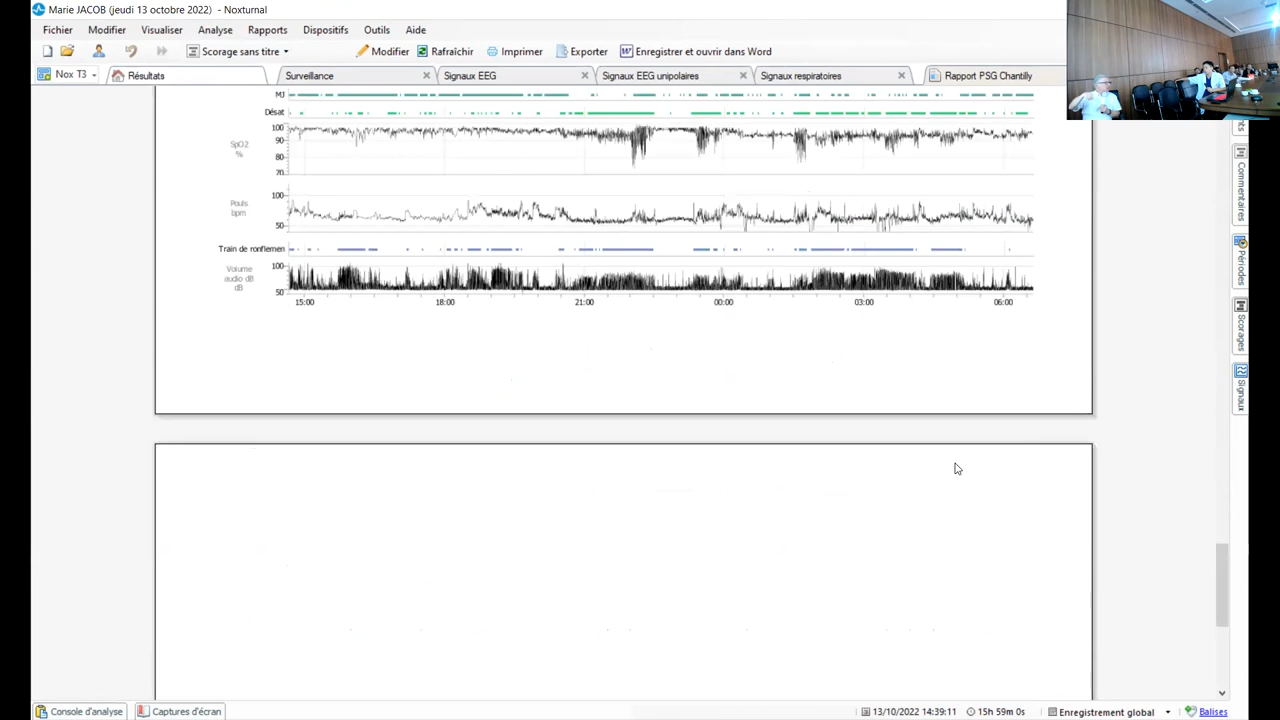 Marie JACOB (jeudi 13 octobre 2022) - Noxturnal
Fichier Modifier Visualiser Analyse Rapports Dispositifs Outils Aide
Scorage sans titre Modifier Rafraîchir Imprimer Exporter Enregistrer et ouvrir dans Word
Nox T3 Résultats Surveillance Signaux EEG Signaux EEG unipolaires Signaux respiratoires Rapport PSG Chantilly
MJ
Désat
100
90
80
70
SpO2
%
100
50
Pouls
bpm
Train de ronflemen
Volume
audio dB
dB
100
50
15:00 18:00 21:00 00:00 03:00 06:00
nts
Commentaires
Périodes
Scorages
Signaux
Console d'analyse Captures d'écran 13/10/2022 14:39:11 15h 59m 0s Enregistrement global Balises